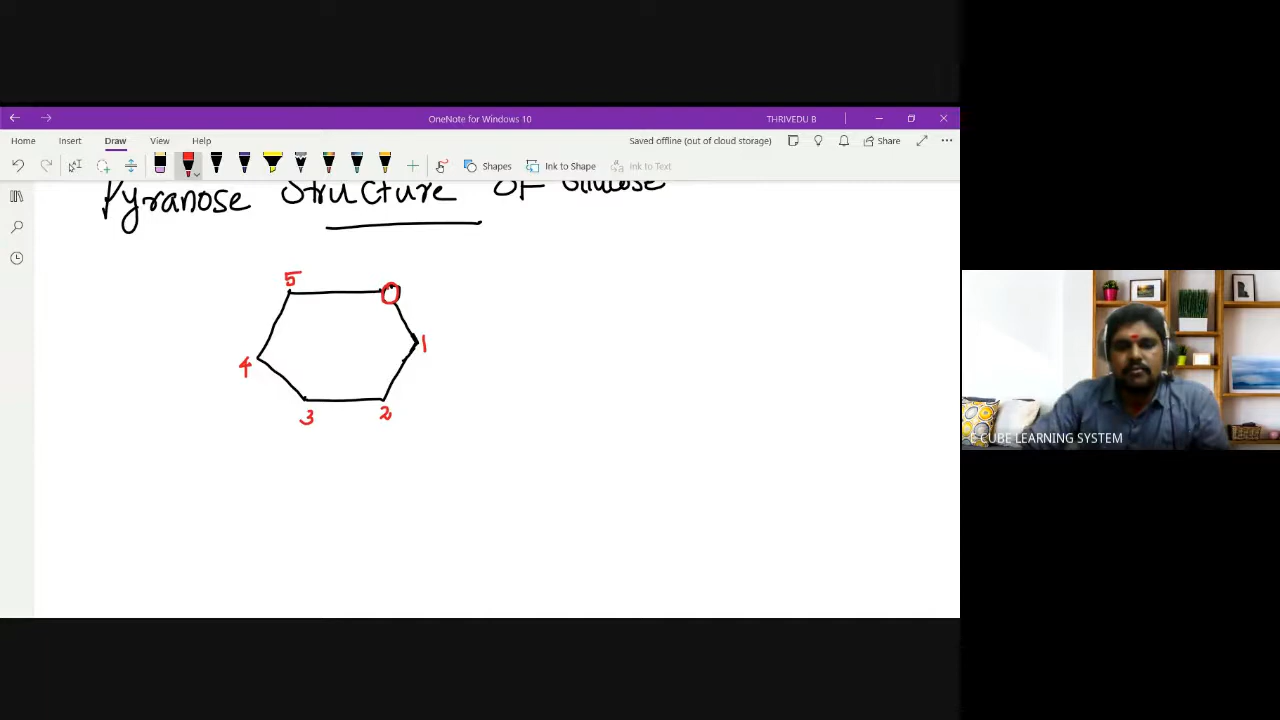 OneNote for Windows 10
THRIVEDU B
Home Insert Draw View Help
Saved offline (out of cloud storage)
Share
Shapes
Ink to Shape
Ink to Text
Pyranose Structure of Glucose
5
O
1
4
3
2
E CUBE LEARNING SYSTEM